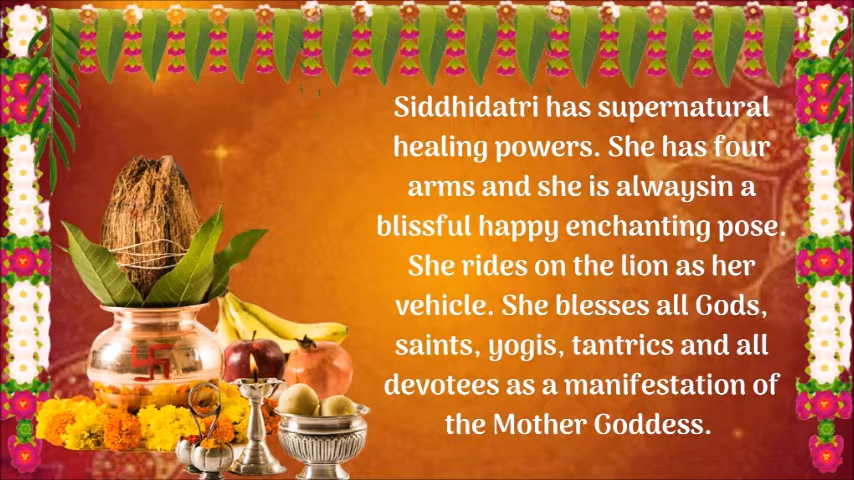 Siddhidatri has supernatural
healing powers. She has four
arms and she is alwaysin a
blissful happy enchanting pose.
She rides on the lion as her
vehicle. She blesses all Gods,
saints, yogis, tantrics and all
devotees as a manifestation of
the Mother Goddess.